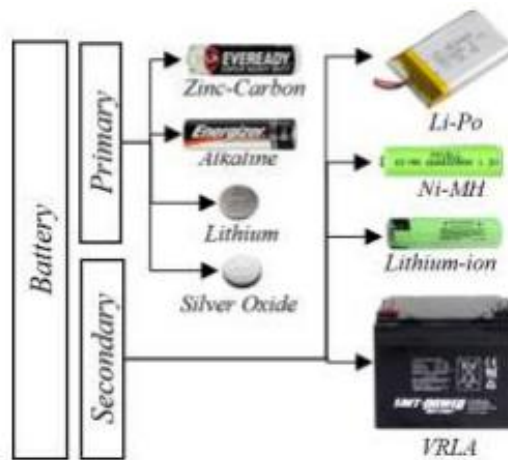 Battery
Primary
Secondary
EVEREADY
Zinc-Carbon
Energizer
Alkaline
Lithium
Silver Oxide
Li-Po
Ni-MH
Lithium-ion
VRLA